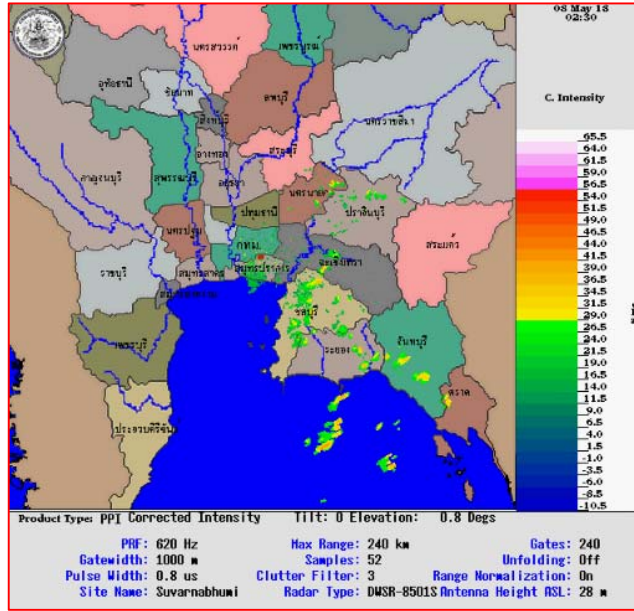 08 May 18
02:30
C. Intensity
นครสวรรค์
เพชรบูรณ์
อุทัยธานี
ชัยนาท
ลพบุรี
สิงห์บุรี
นครราชสีมา
อ่างทอง
สระบุรี
กาญจนบุรี
สุพรรณบุรี
อยุธยา
นครนายก
ปราจีนบุรี
ปทุมธานี
นครปฐม
กทม.
สระแก้ว
ฉะเชิงเทรา
ราชบุรี
สมุทรสาคร
สมุทรปราการ
ชลบุรี
เพชรบุรี
ระยอง
จันทบุรี
ตราด
ประจวบคีรีขันธ์
65.5
64.0
61.5
59.0
56.5
54.0
51.5
49.0
46.5
44.0
41.5
39.0
36.5
34.5
31.5
29.0
26.5
24.0
21.5
19.0
16.5
14.0
11.5
9.0
6.5
4.0
1.5
-1.0
-3.5
-6.0
-8.5
-10.5
Product Type: PPI Corrected Intensity Tilt: 0 Elevation: 0.8 Degs
PRF: 620 Hz Max Range: 240 km Gates: 240
Gatewidth: 1000 m Samples: 52 Unfolding: Off
Pulse Width: 0.8 us Clutter Filter: 3 Range Normalization: On
Site Name: Suvarnabhumi Radar Type: DWSR-8501S Antenna Height ASL: 28 m